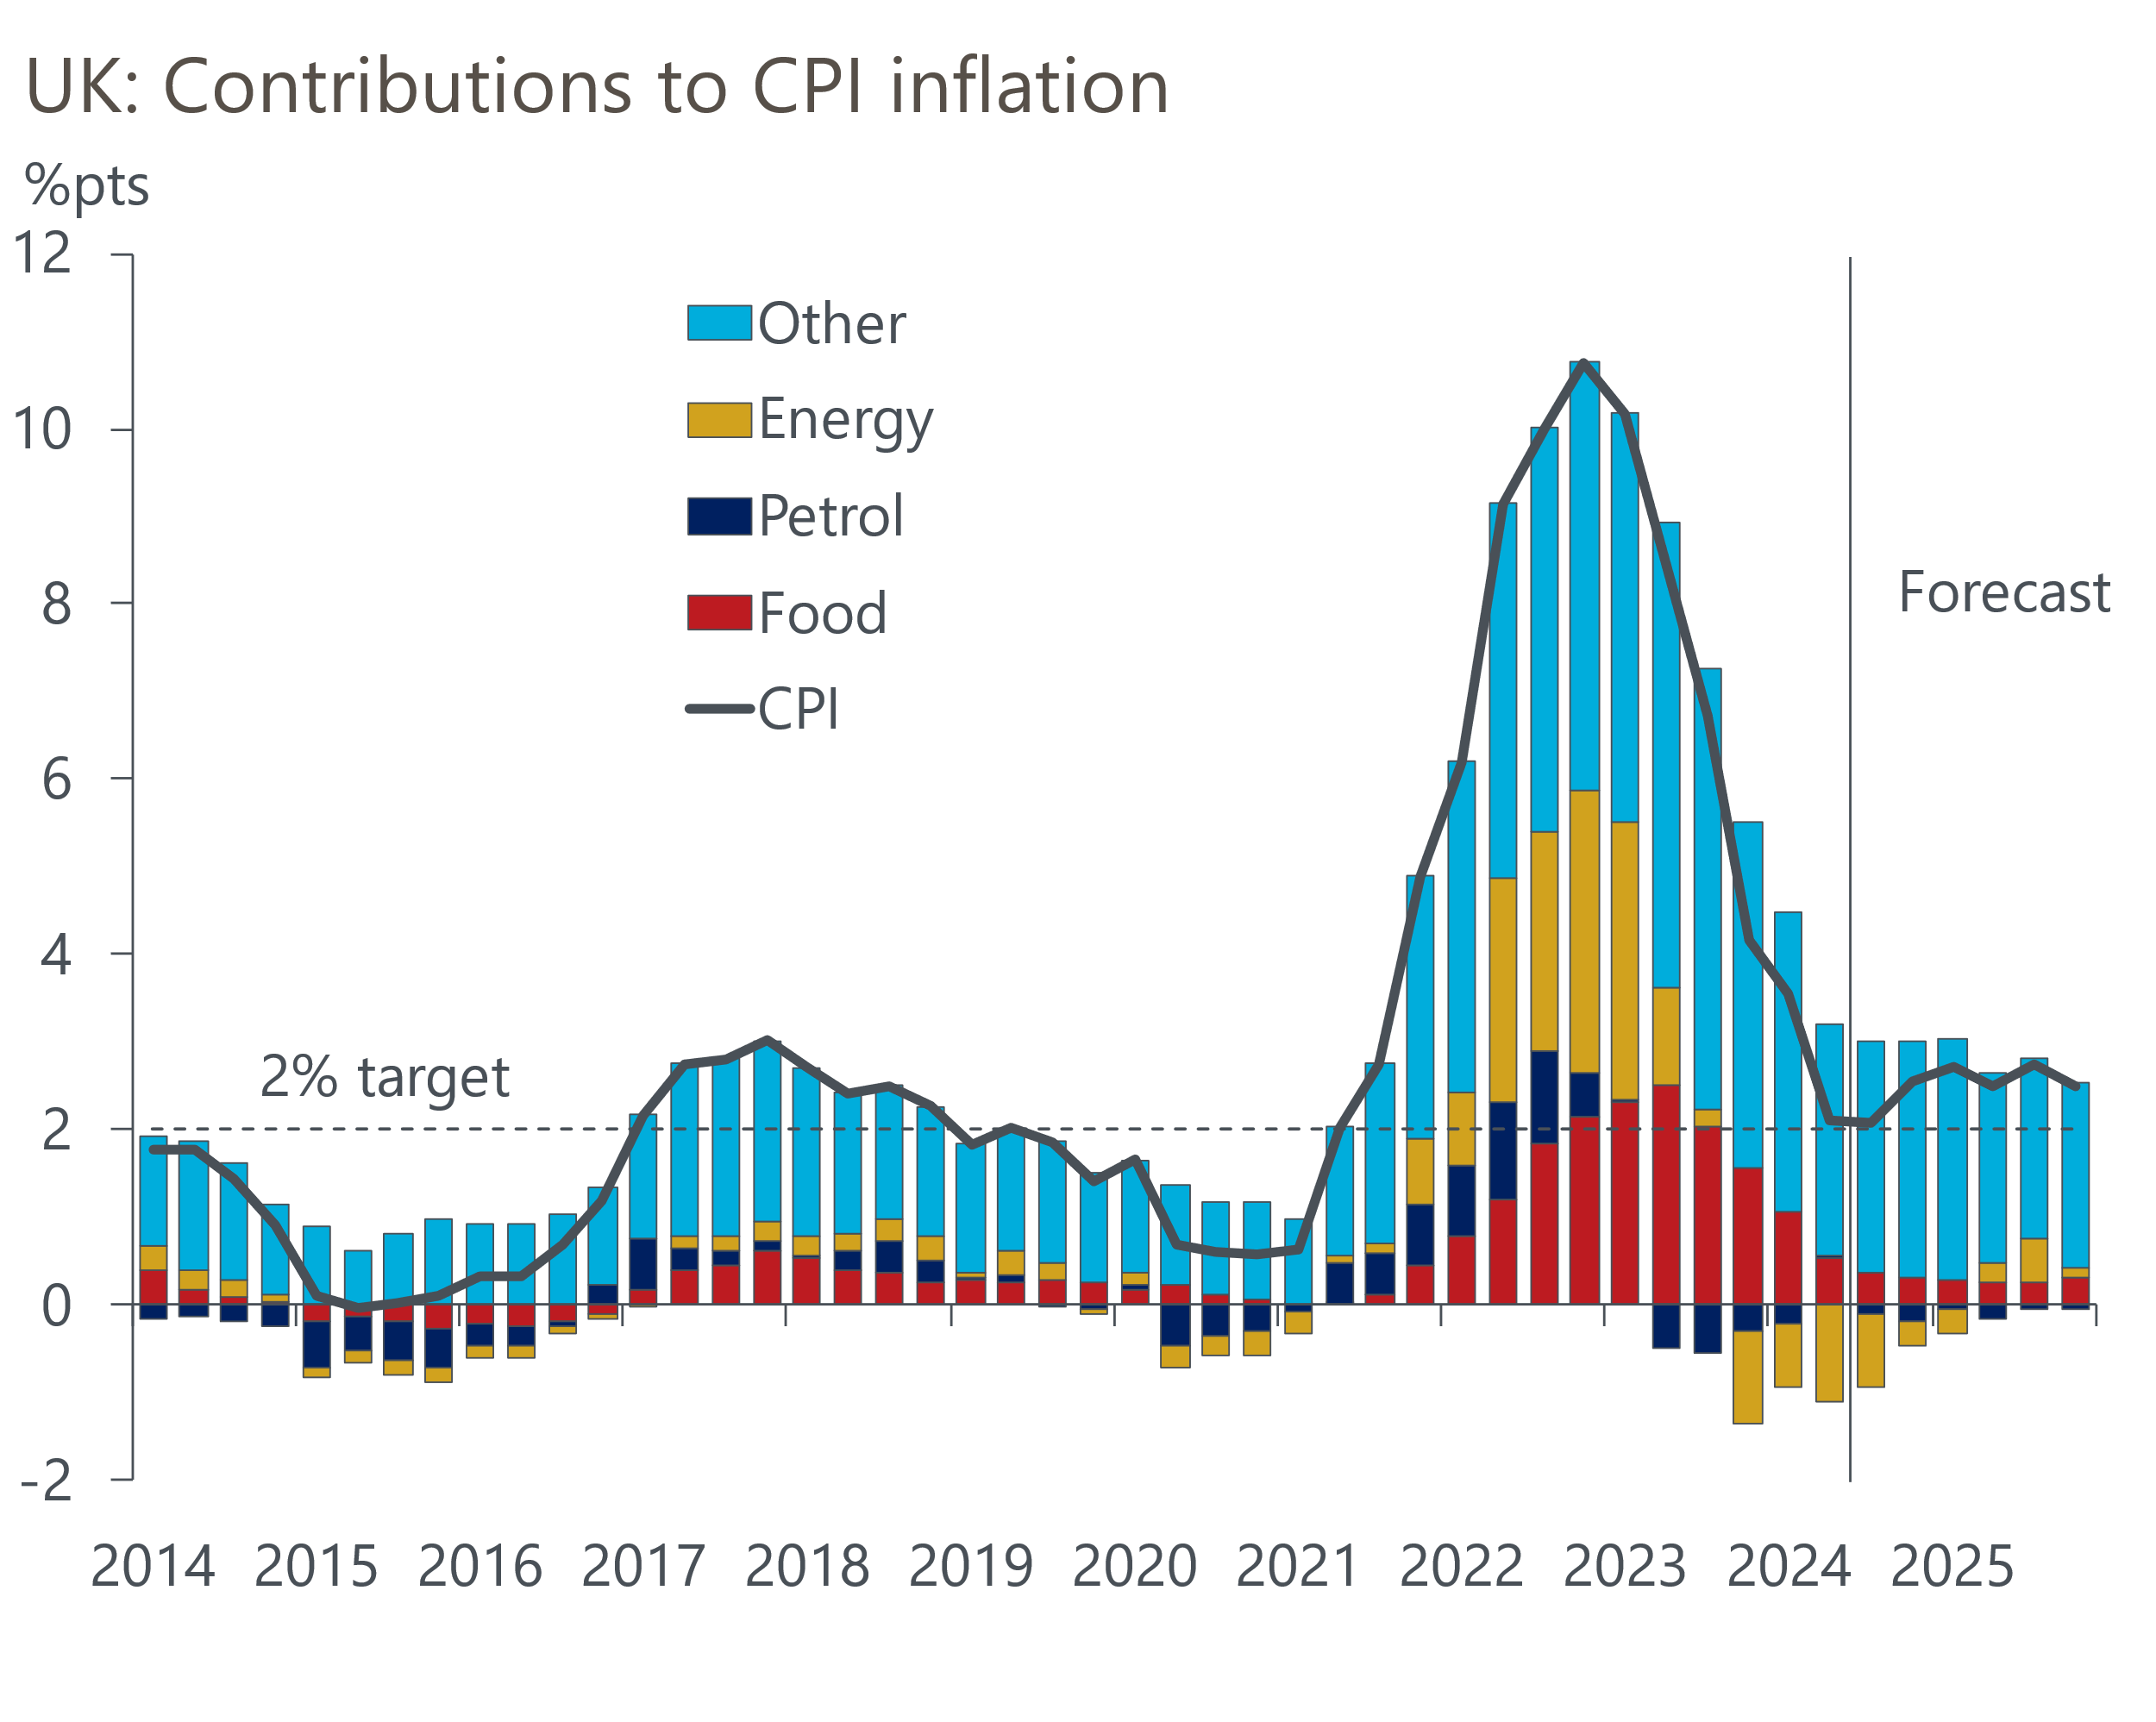 UK: Contributions to CPI inflation
%pts
12
10
8
6
4
2
0
-2
Other
Energy
Petrol
Food
CPI
Forecast
2% target
2014 2015 2016 2017 2018 2019 2020 2021 2022 2023 2024 2025